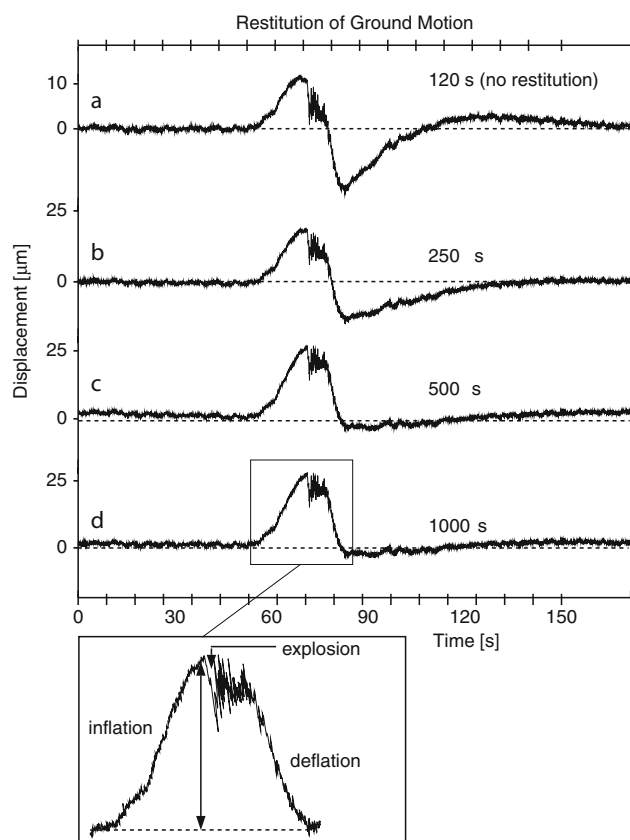 Restitution of Ground Motion
10
a
120 s (no restitution)
0
25
b
250 s
0
Displacement [μm]
25
c
500 s
0
25
d
1000 s
0
0 30 60 90 120 150
Time [s]
explosion
inflation
deflation